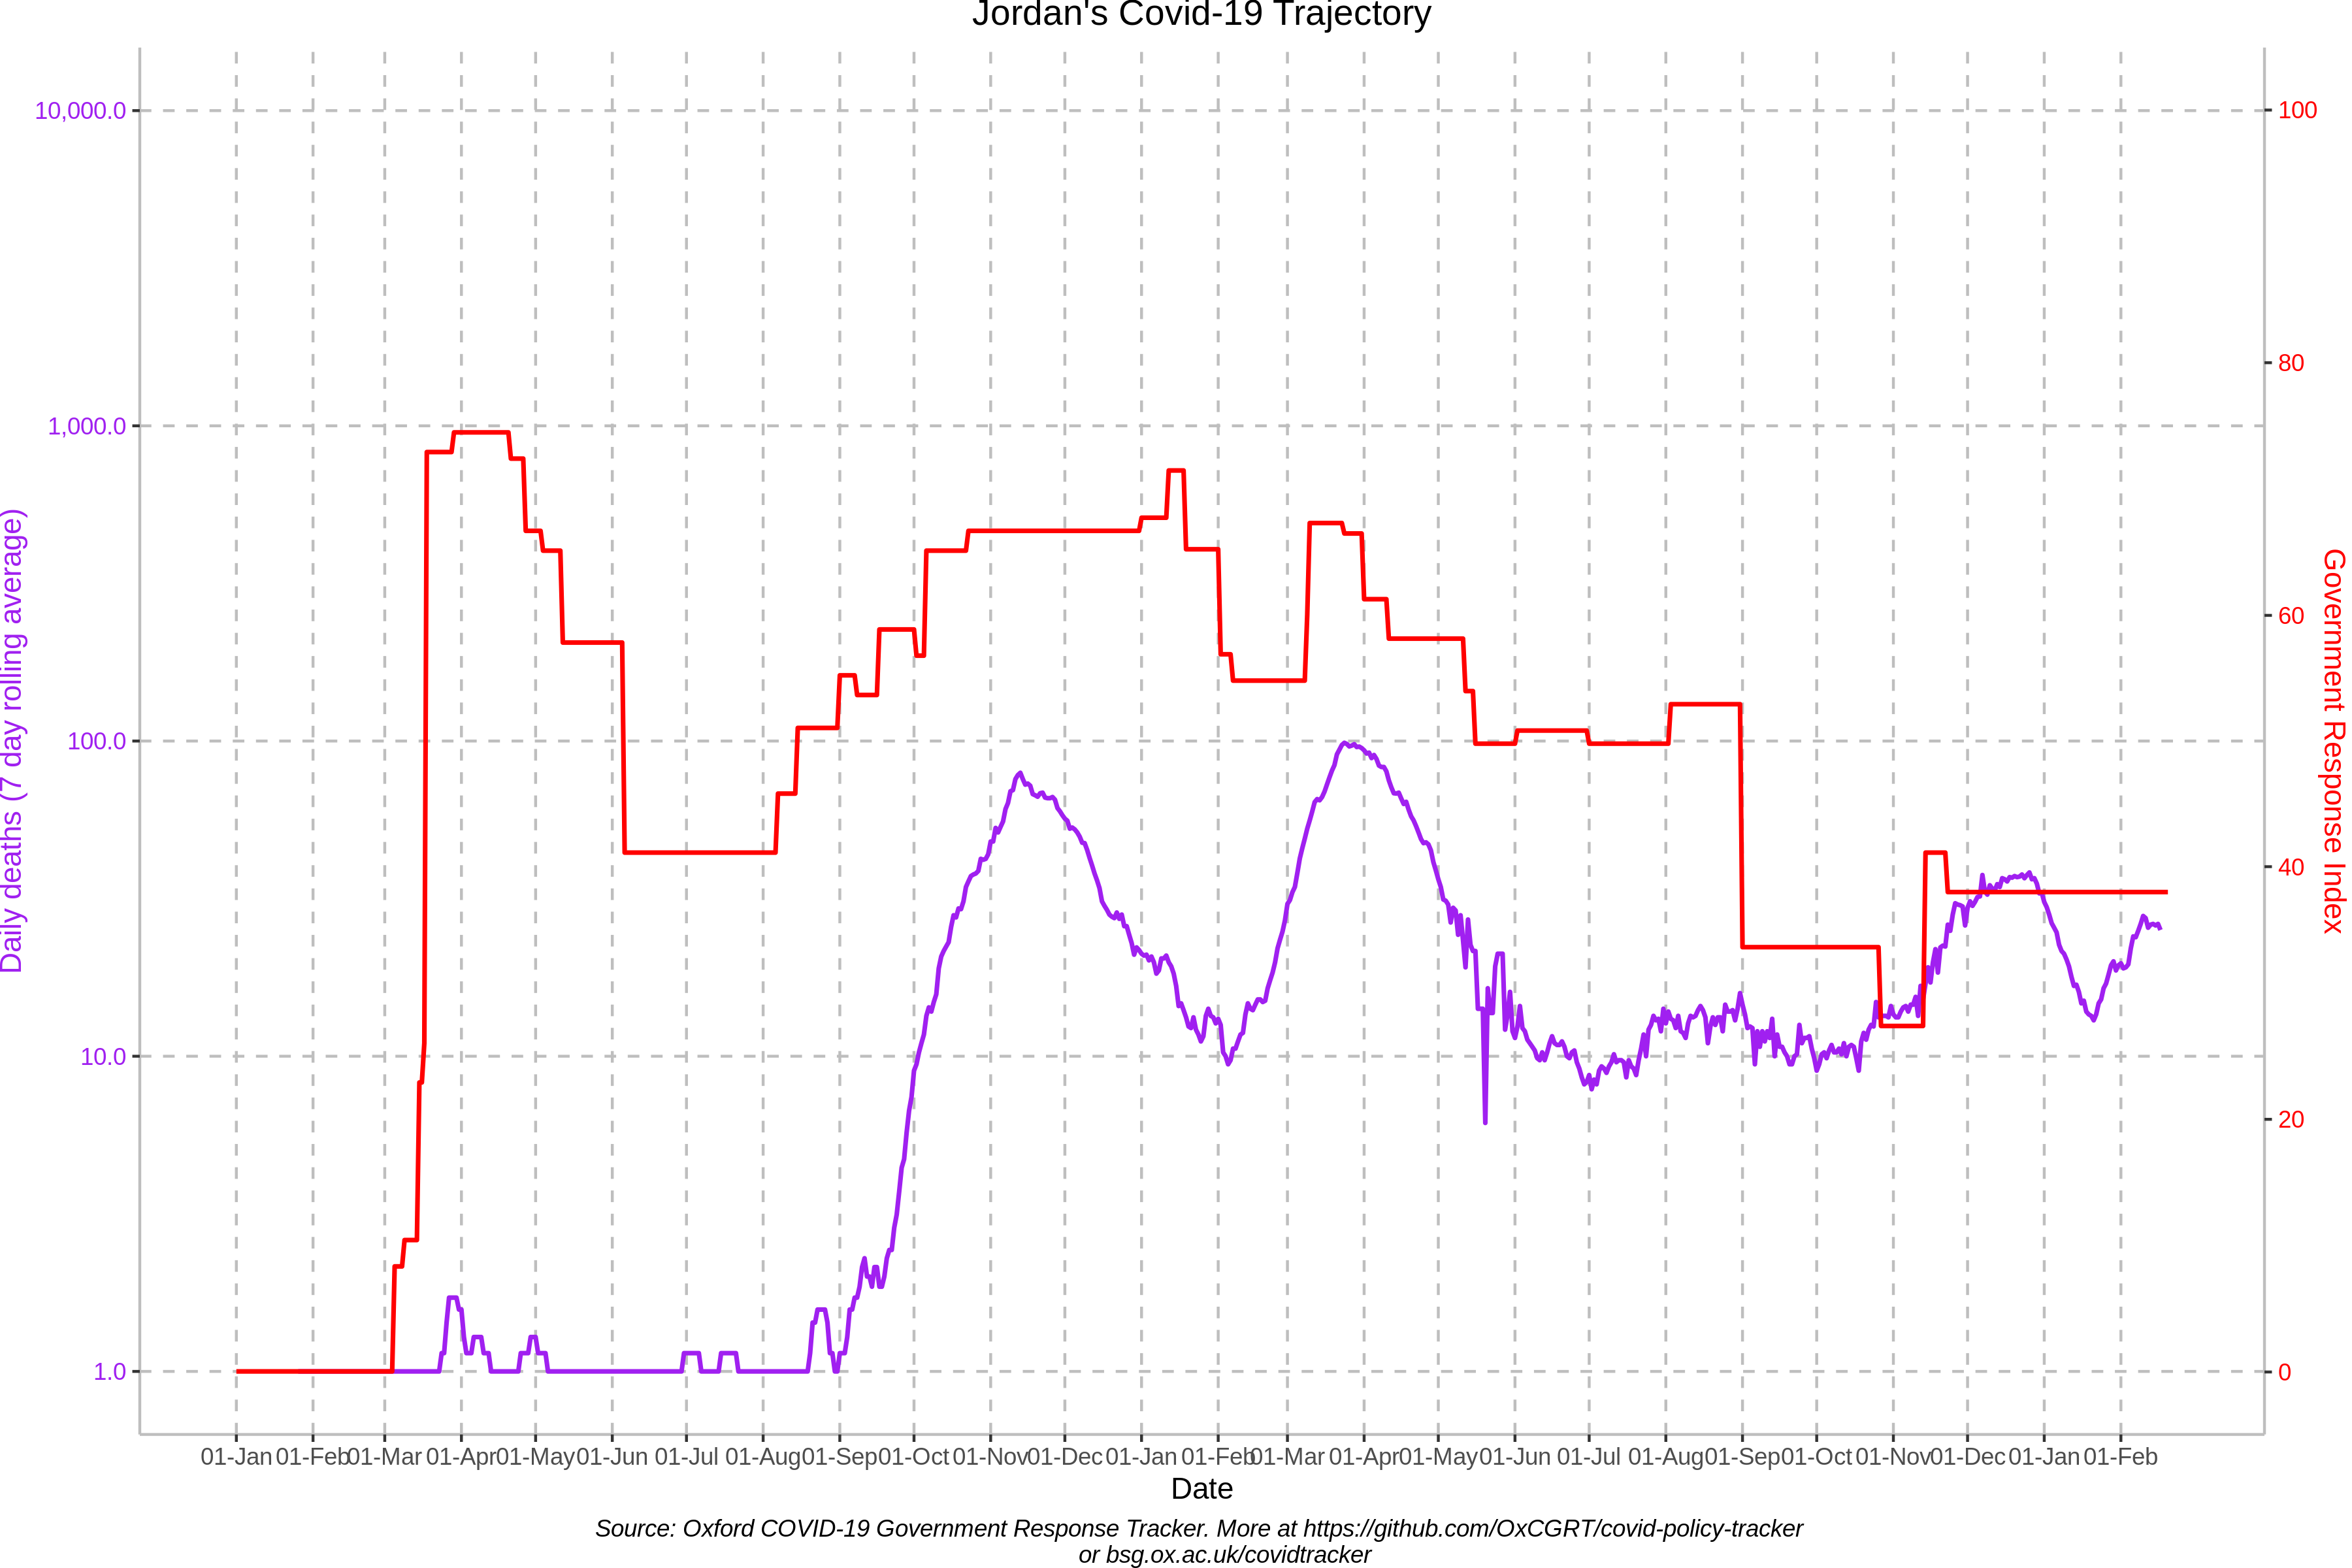 Jordan's Covid-19 Trajectory
10,000.0
1,000.0
100.0
10.0
1.0
Daily deaths (7 day rolling average)
100
80
60
40
20
0
Government Response Index
01-Jan 01-Feb 01-Mar 01-Apr 01-May 01-Jun 01-Jul 01-Aug 01-Sep 01-Oct 01-Nov 01-Dec 01-Jan 01-Feb 01-Mar 01-Apr 01-May 01-Jun 01-Jul 01-Aug 01-Sep 01-Oct 01-Nov 01-Dec 01-Jan 01-Feb
Date
Source: Oxford COVID-19 Government Response Tracker. More at https://github.com/OxCGRT/covid-policy-tracker
or bsg.ox.ac.uk/covidtracker